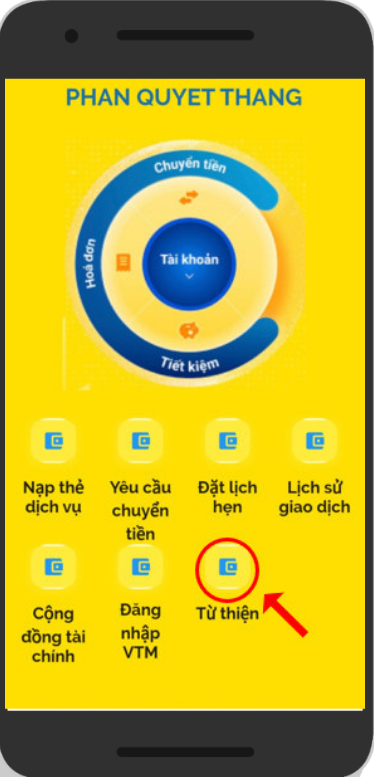 PHAN QUYET THANG
Chuyển tiền
Hoá đơn
Tài khoản
Tiết kiệm
Nạp thẻ
dịch vụ
Yêu cầu
chuyển
tiền
Đặt lịch
hẹn
Lịch sử
giao dịch
Cộng
đồng tài
chính
Đăng
nhập
VTM
Từ thiện